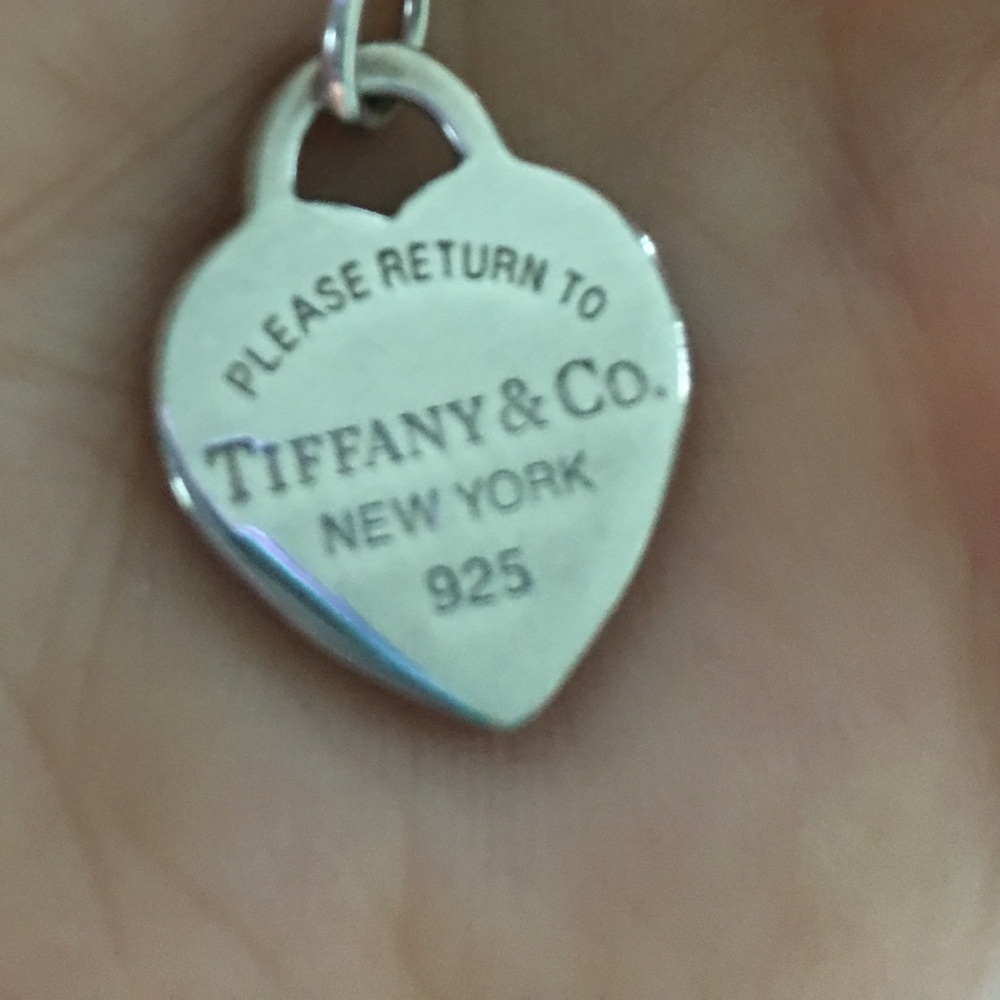 PLEASE RETURN TO
TIFFANY & CO.
NEW YORK
925